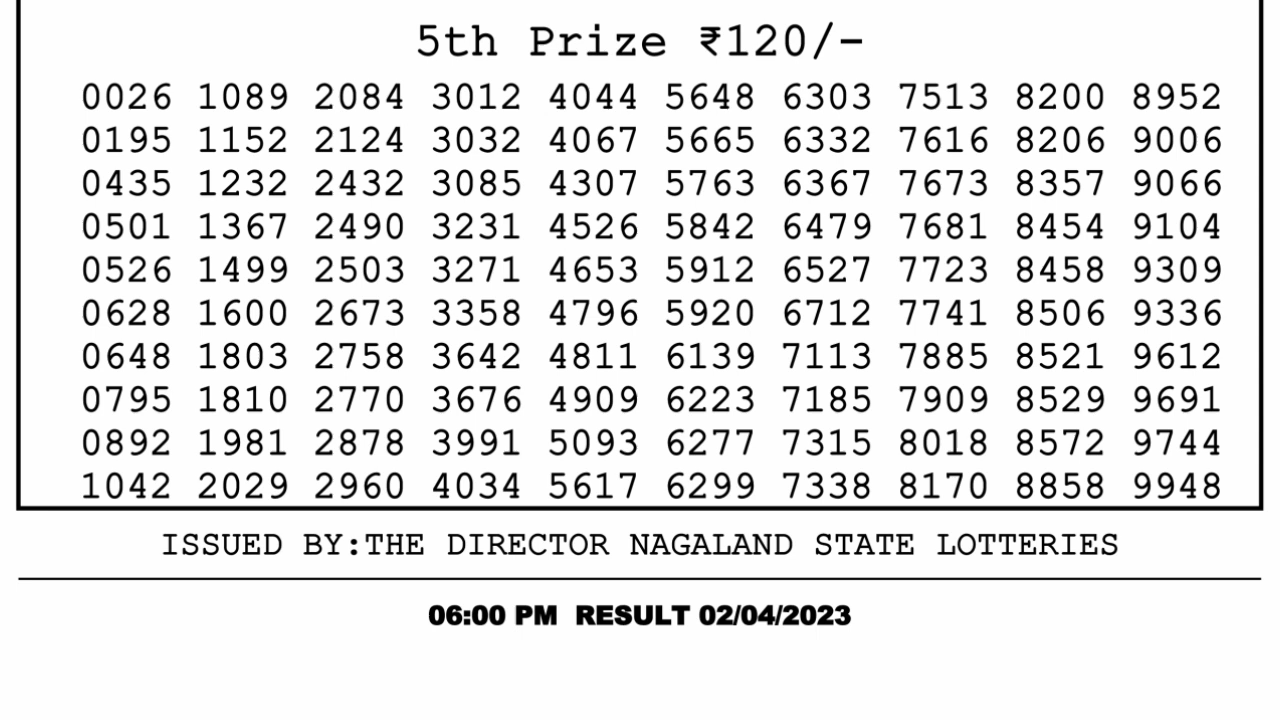 5th Prize ₹120/-
0026 1089 2084 3012 4044 5648 6303 7513 8200 8952
0195 1152 2124 3032 4067 5665 6332 7616 8206 9006
0435 1232 2432 3085 4307 5763 6367 7673 8357 9066
0501 1367 2490 3231 4526 5842 6479 7681 8454 9104
0526 1499 2503 3271 4653 5912 6527 7723 8458 9309
0628 1600 2673 3358 4796 5920 6712 7741 8506 9336
0648 1803 2758 3642 4811 6139 7113 7885 8521 9612
0795 1810 2770 3676 4909 6223 7185 7909 8529 9691
0892 1981 2878 3991 5093 6277 7315 8018 8572 9744
1042 2029 2960 4034 5617 6299 7338 8170 8858 9948
ISSUED BY:THE DIRECTOR NAGALAND STATE LOTTERIES
06:00 PM RESULT 02/04/2023